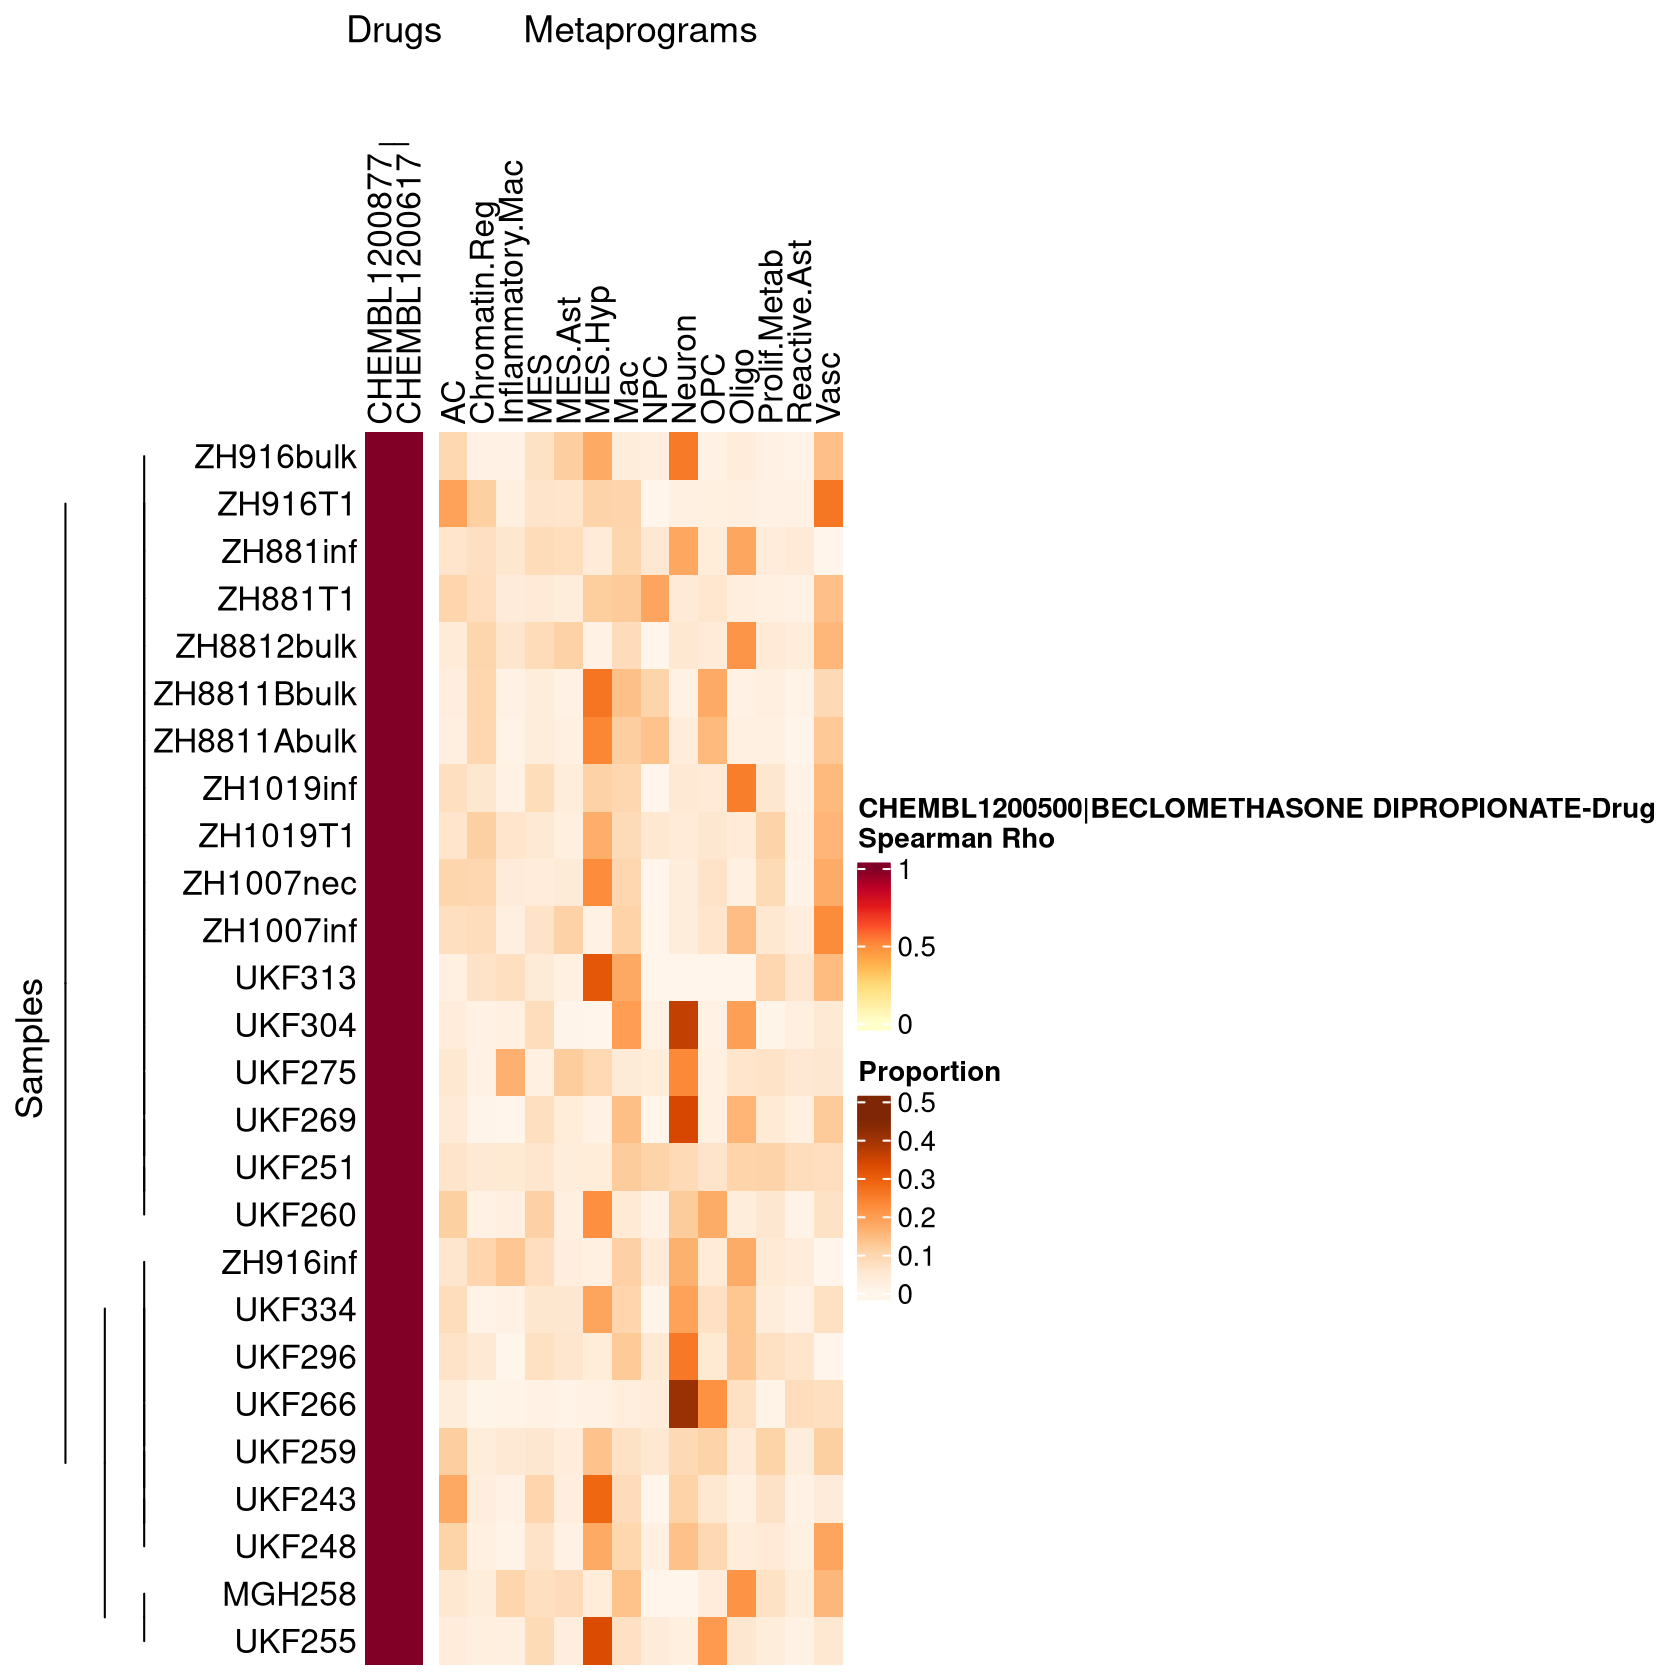 Drugs
Metaprograms
CHEMBL1200877|
CHEMBL1200617|
AC
Chromatin.Reg
Inflammatory.Mac
MES
MES.Ast
MES.Hyp
Mac
NPC
Neuron
OPC
Oligo
Prolif.Metab
Reactive.Ast
Vasc
Samples
ZH916bulk
ZH916T1
ZH881inf
ZH881T1
ZH8812bulk
ZH8811Bbulk
ZH8811Abulk
ZH1019inf
ZH1019T1
ZH1007nec
ZH1007inf
UKF313
UKF304
UKF275
UKF269
UKF251
UKF260
ZH916inf
UKF334
UKF296
UKF266
UKF259
UKF243
UKF248
MGH258
UKF255
CHEMBL1200500|BECLOMETHASONE DIPROPIONATE-Drug
Spearman Rho
1
0.5
0
Proportion
0.5
0.4
0.3
0.2
0.1
0